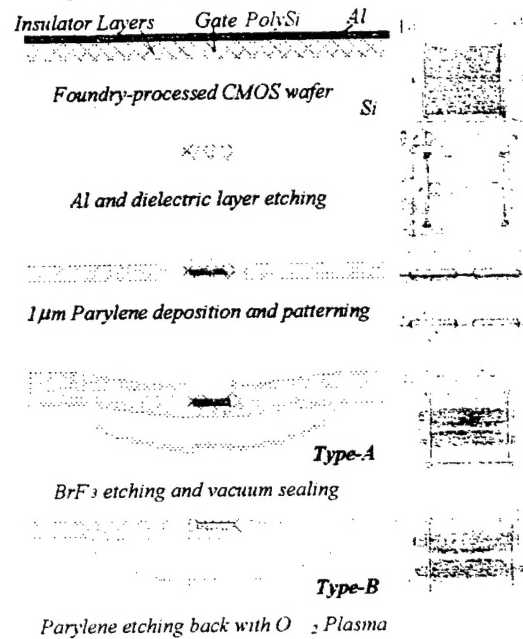 Insulator Layers Gate PolySi Al
Foundry-processed CMOS wafer
Si
Al and dielectric layer etching
1μm Parylene deposition and patterning
Type-A
BrF₃ etching and vacuum sealing
Type-B
Parylene etching back with O ₂ Plasma